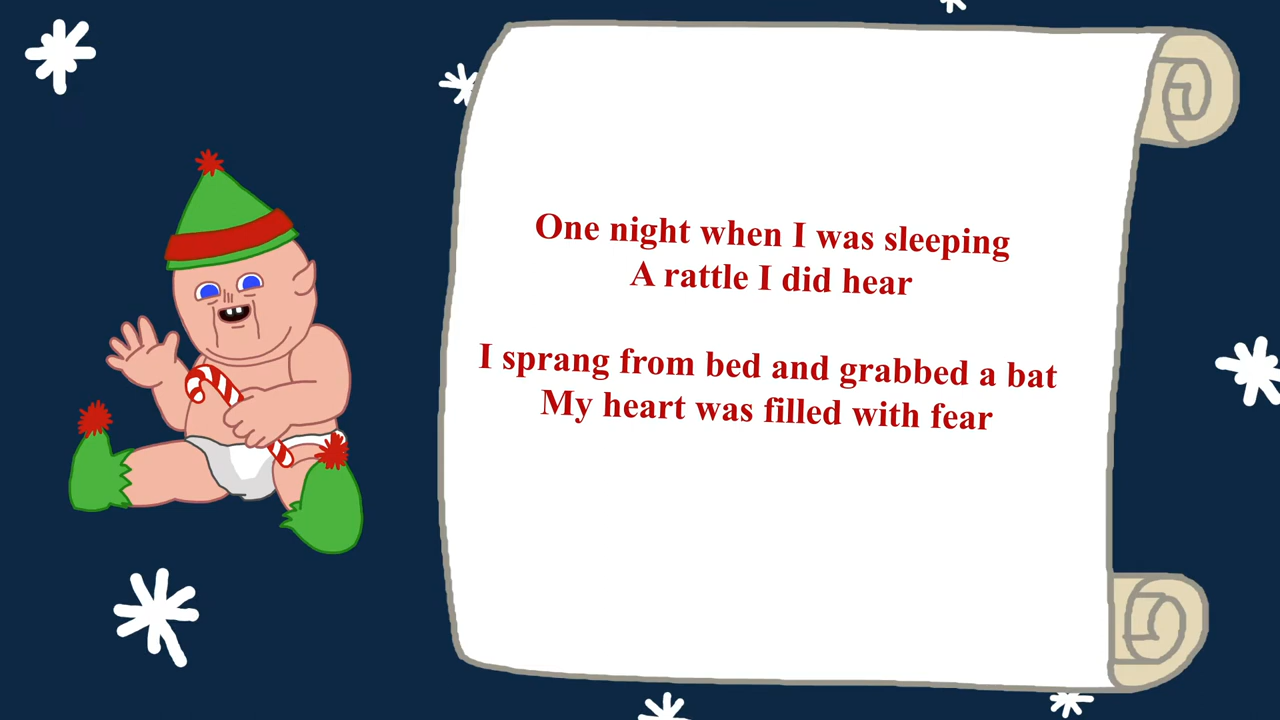 One night when I was sleeping
A rattle I did hear
I sprang from bed and grabbed a bat
My heart was filled with fear